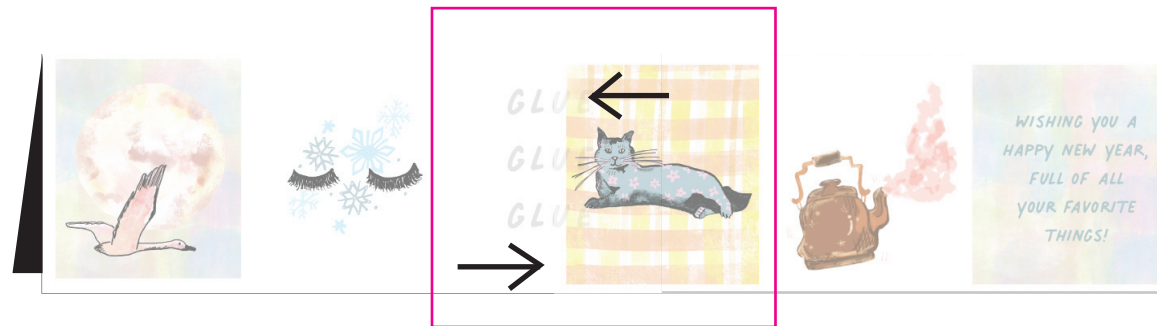 GLUE
GLUE
GLUE
WISHING YOU A
HAPPY NEW YEAR,
FULL OF ALL
YOUR FAVORITE
THINGS!